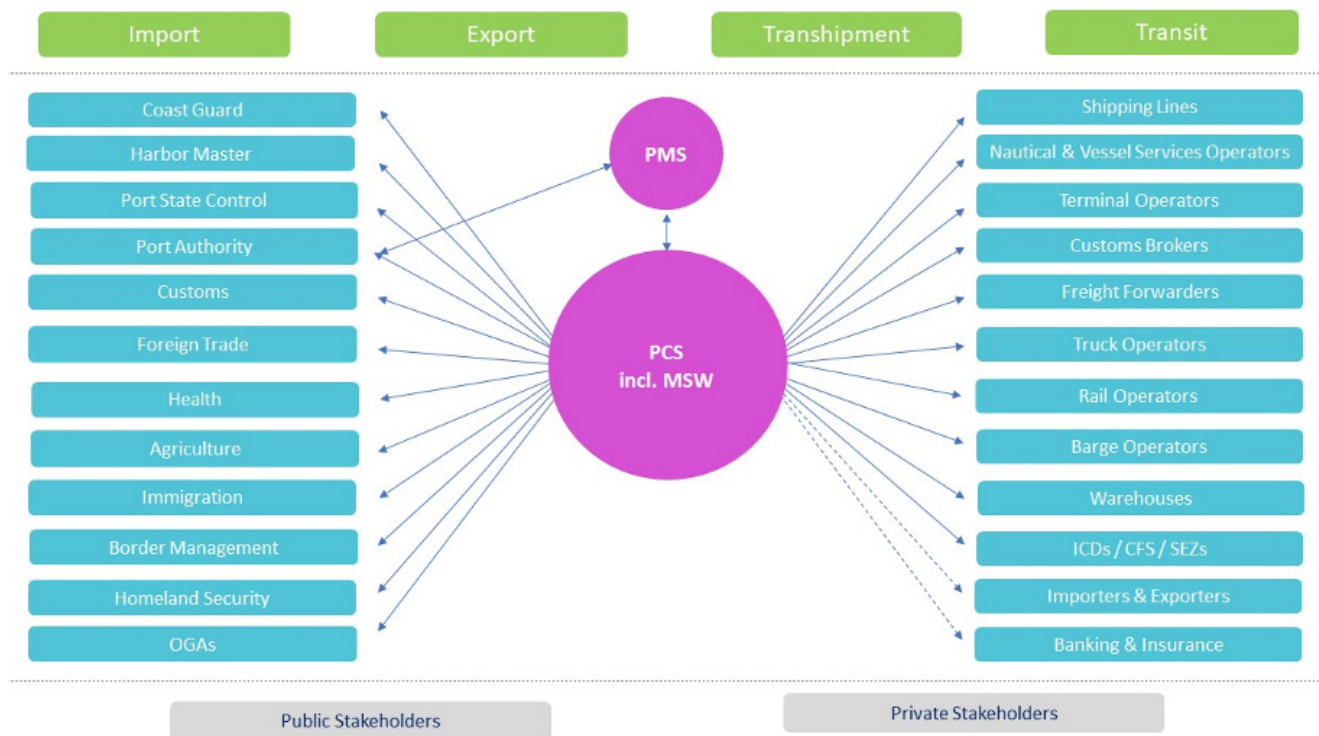 Import
Export
Transhipment
Transit
Coast Guard
Harbor Master
Port State Control
Port Authority
Customs
Foreign Trade
Health
Agriculture
Immigration
Border Management
Homeland Security
OGAs
PMS
PCS
incl. MSW
Shipping Lines
Nautical & Vessel Services Operators
Terminal Operators
Customs Brokers
Freight Forwarders
Truck Operators
Rail Operators
Barge Operators
Warehouses
ICDs / CFS / SEZs
Importers & Exporters
Banking & Insurance
Public Stakeholders
Private Stakeholders